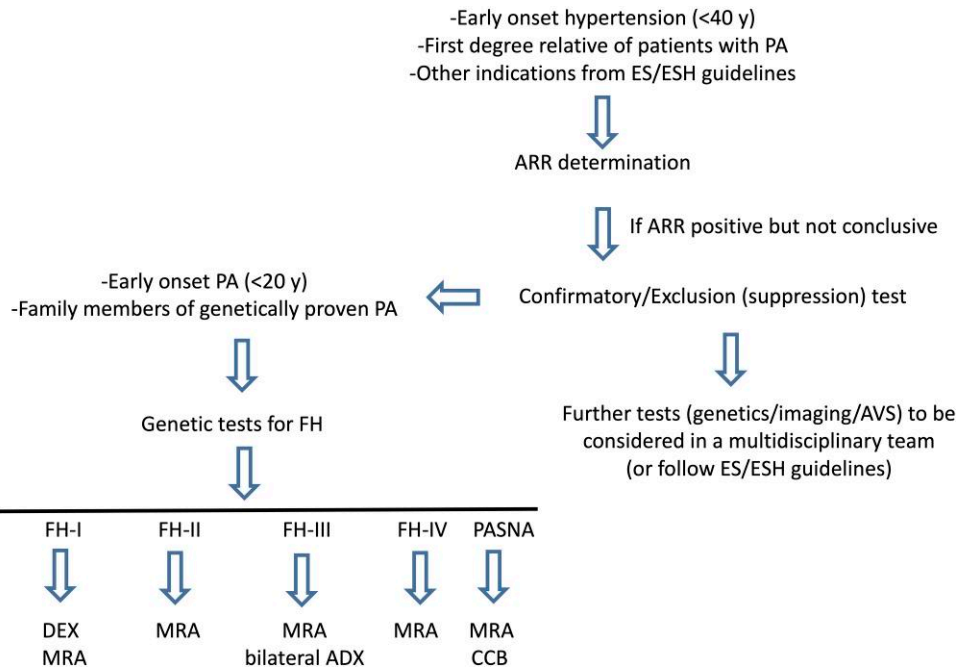 -Early onset hypertension (<40 y)
-First degree relative of patients with PA
-Other indications from ES/ESH guidelines
ARR determination
If ARR positive but not conclusive
Confirmatory/Exclusion (suppression) test
-Early onset PA (<20 y)
-Family members of genetically proven PA
Genetic tests for FH
Further tests (genetics/imaging/AVS) to be
considered in a multidisciplinary team
(or follow ES/ESH guidelines)
FH-I FH-II FH-III FH-IV PASNA
DEX MRA MRA MRA MRA
MRA bilateral ADX CCB